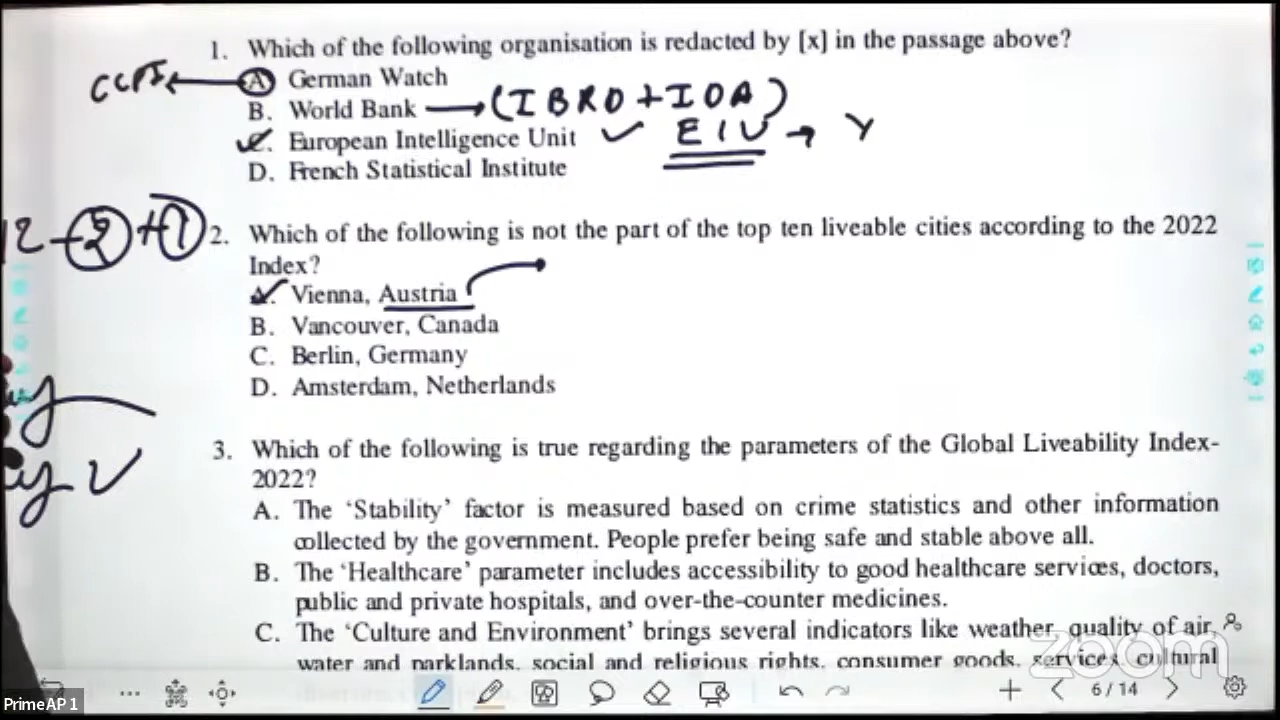 1. Which of the following organisation is redacted by [x] in the passage above?
A German Watch
B. World Bank → (IBRD + IDA)
C. European Intelligence Unit ✓ EIU → Y
D. French Statistical Institute
12 - 2 + 1
2. Which of the following is not the part of the top ten liveable cities according to the 2022
Index?
A. Vienna, Austria
B. Vancouver, Canada
C. Berlin, Germany
D. Amsterdam, Netherlands
3. Which of the following is true regarding the parameters of the Global Liveability Index-
2022?
A. The ‘Stability’ factor is measured based on crime statistics and other information
collected by the government. People prefer being safe and stable above all.
B. The ‘Healthcare’ parameter includes accessibility to good healthcare services, doctors,
public and private hospitals, and over-the-counter medicines.
C. The ‘Culture and Environment’ brings several indicators like weather, quality of air,
water and parklands, social and religious rights, consumer goods, services, cultural
zoom
6 / 14
PrimeAP 1